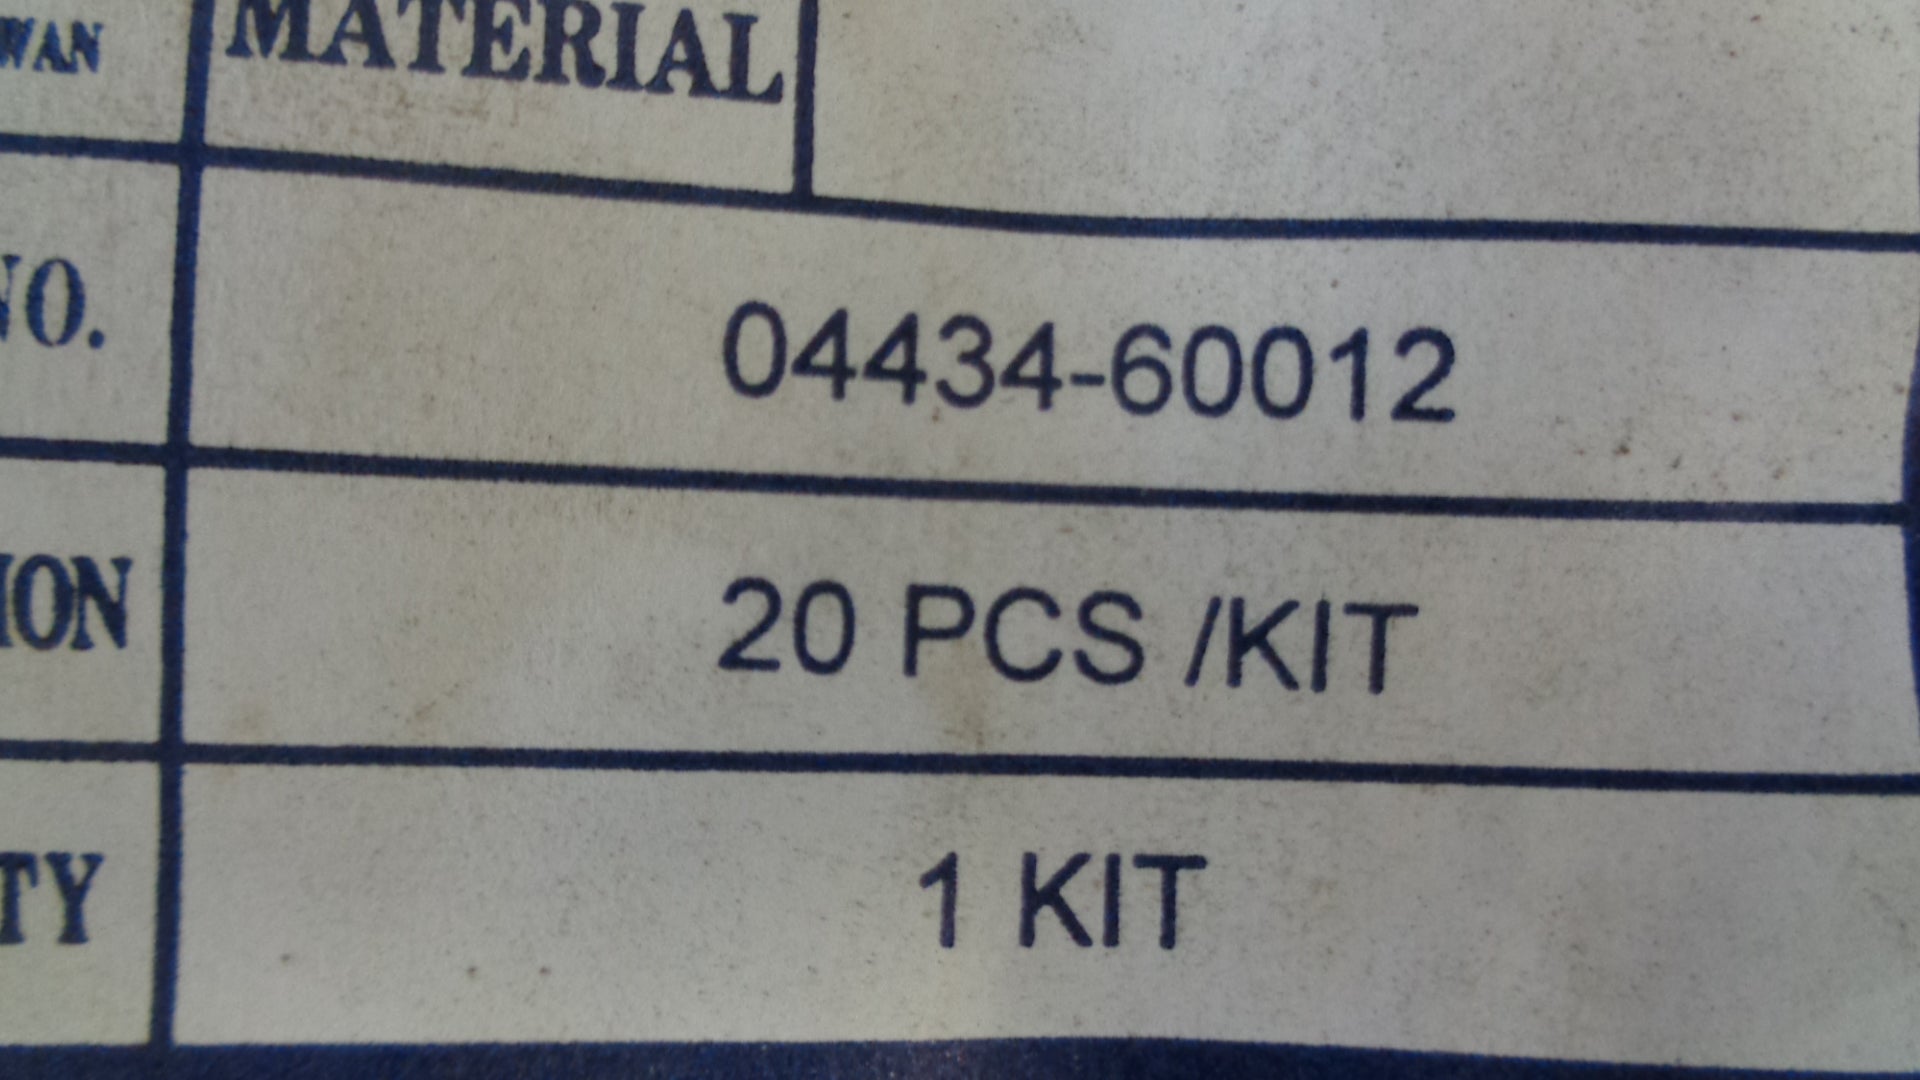 WAN MATERIAL
NO. 04434-60012
ION 20 PCS /KIT
TY 1 KIT